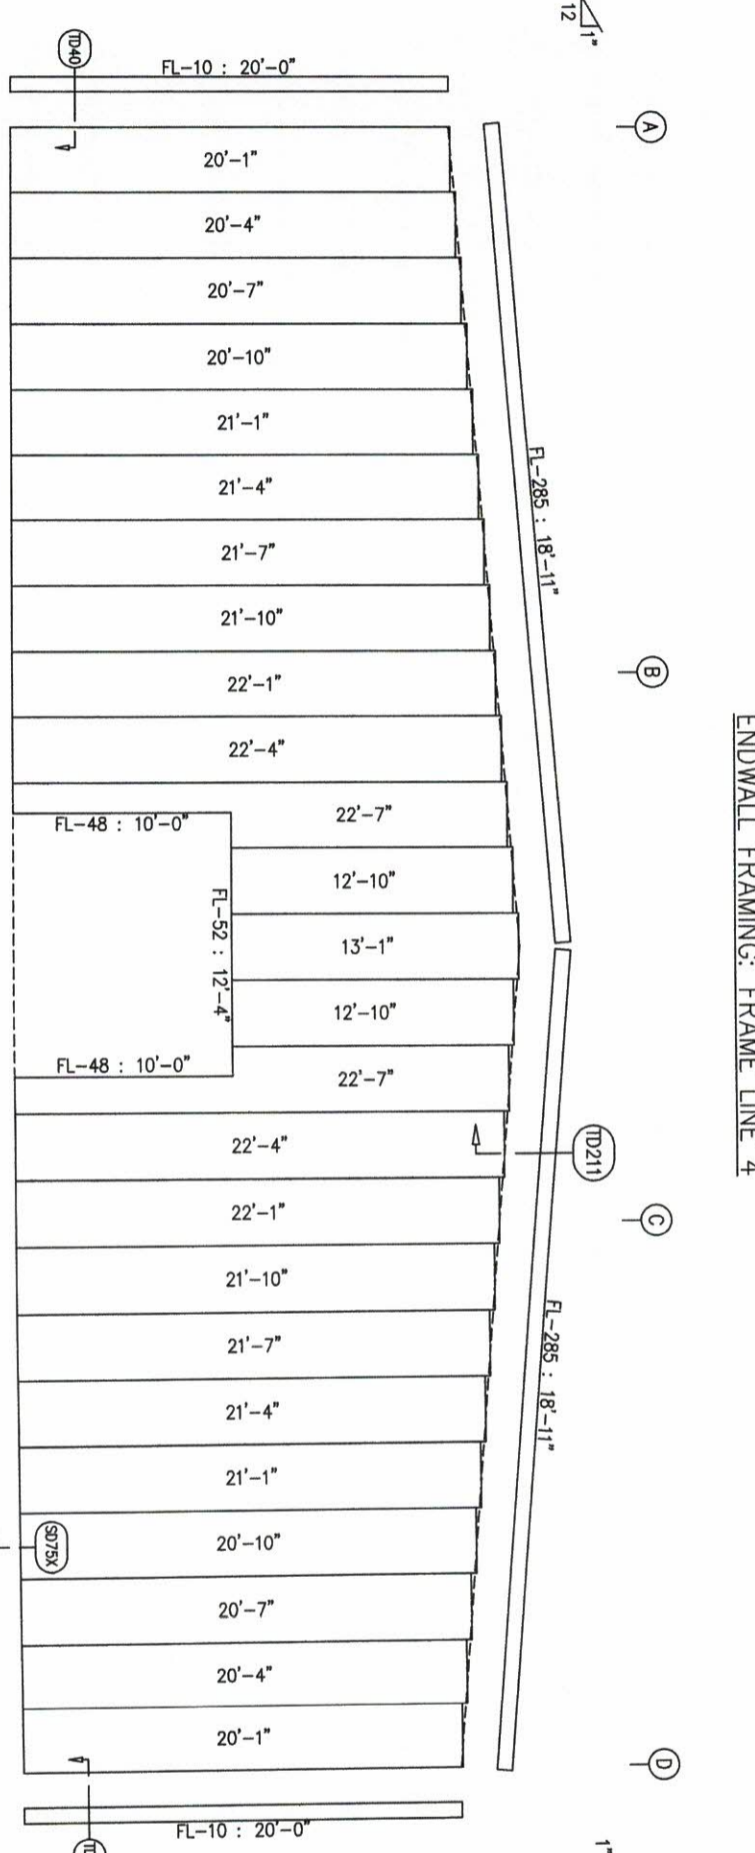 12
1"
TD40
FL-10 : 20'-0"
A
20'-1"
20'-4"
20'-7"
20'-10"
21'-1"
21'-4"
FL-285 : 18'-11"
21'-7"
21'-10"
B
22'-1"
22'-4"
ENDWALL FRAMING: FRAME LINE 4
22'-7"
FL-48 : 10'-0"
12'-10"
FL-52 : 12'-4"
13'-1"
12'-10"
FL-48 : 10'-0"
22'-7"
TD211
22'-4"
C
22'-1"
21'-10"
FL-285 : 18'-11"
21'-7"
21'-4"
21'-1"
20'-10"
SD75X
20'-7"
20'-4"
20'-1"
D
FL-10 : 20'-0"
1"